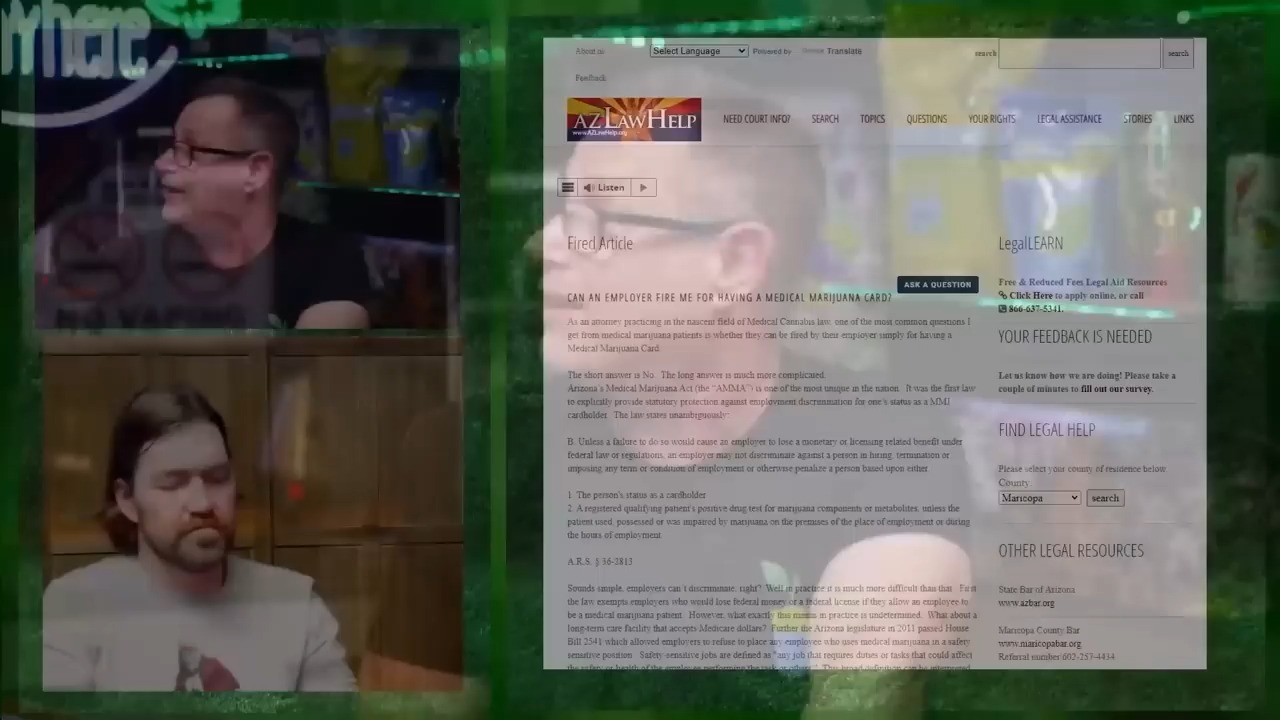 where
About us
Select Language
Powered by
Translate
search
search
Feedback
AZLAWHELP
www.AZLawHelp.org
NEED COURT INFO?
SEARCH
TOPICS
QUESTIONS
YOUR RIGHTS
LEGAL ASSISTANCE
STORIES
LINKS
Listen
Fired Article
ASK A QUESTION
CAN AN EMPLOYER FIRE ME FOR HAVING A MEDICAL MARIJUANA CARD?
As an attorney practicing in the nascent field of Medical Cannabis law, one of the most common questions I
get from medical marijuana patients is whether they can be fired by their employer simply for having a
Medical Marijuana Card.
The short answer is No. The long answer is much more complicated.
Arizona's Medical Marijuana Act (the "AMMA") is one of the most unique in the nation. It was the first law
to explicitly provide statutory protection against employment discrimination for one's status as a MMJ
cardholder. The law states unambiguously:
B. Unless a failure to do so would cause an employer to lose a monetary or licensing related benefit under
federal law or regulations, an employer may not discriminate against a person in hiring, termination or
imposing any term or condition of employment or otherwise penalize a person based upon either:
1. The person's status as a cardholder
2. A registered qualifying patient's positive drug test for marijuana components or metabolites, unless the
patient used, possessed or was impaired by marijuana on the premises of the place of employment or during
the hours of employment
A.R.S. § 36-2813
Sounds simple, employers can't discriminate, right? Well in practice it is much more difficult than that. First
the law exempts employers who would lose federal money or a federal license if they allow an employee to
be a medical marijuana patient. However, what exactly this means in practice is undetermined. What about a
long-term care facility that accepts Medicare dollars? Further the Arizona legislature in 2011 passed House
Bill 2541 which allowed employers to refuse to place any employee who uses medical marijuana in a safety
sensitive position. Safety-sensitive jobs are defined as "any job that requires duties or tasks that could affect
the safety or health of the employee performing the task or others." This broad definition can be interpreted
LegalLEARN
Free & Reduced Fees Legal Aid Resources
Click Here to apply online, or call
866-637-5341.
YOUR FEEDBACK IS NEEDED
Let us know how we are doing! Please take a
couple of minutes to fill out our survey.
FIND LEGAL HELP
Please select your county of residence below.
County:
Maricopa
search
OTHER LEGAL RESOURCES
State Bar of Arizona
www.azbar.org
Maricopa County Bar
www.maricopabar.org
Referral number 602-257-4434